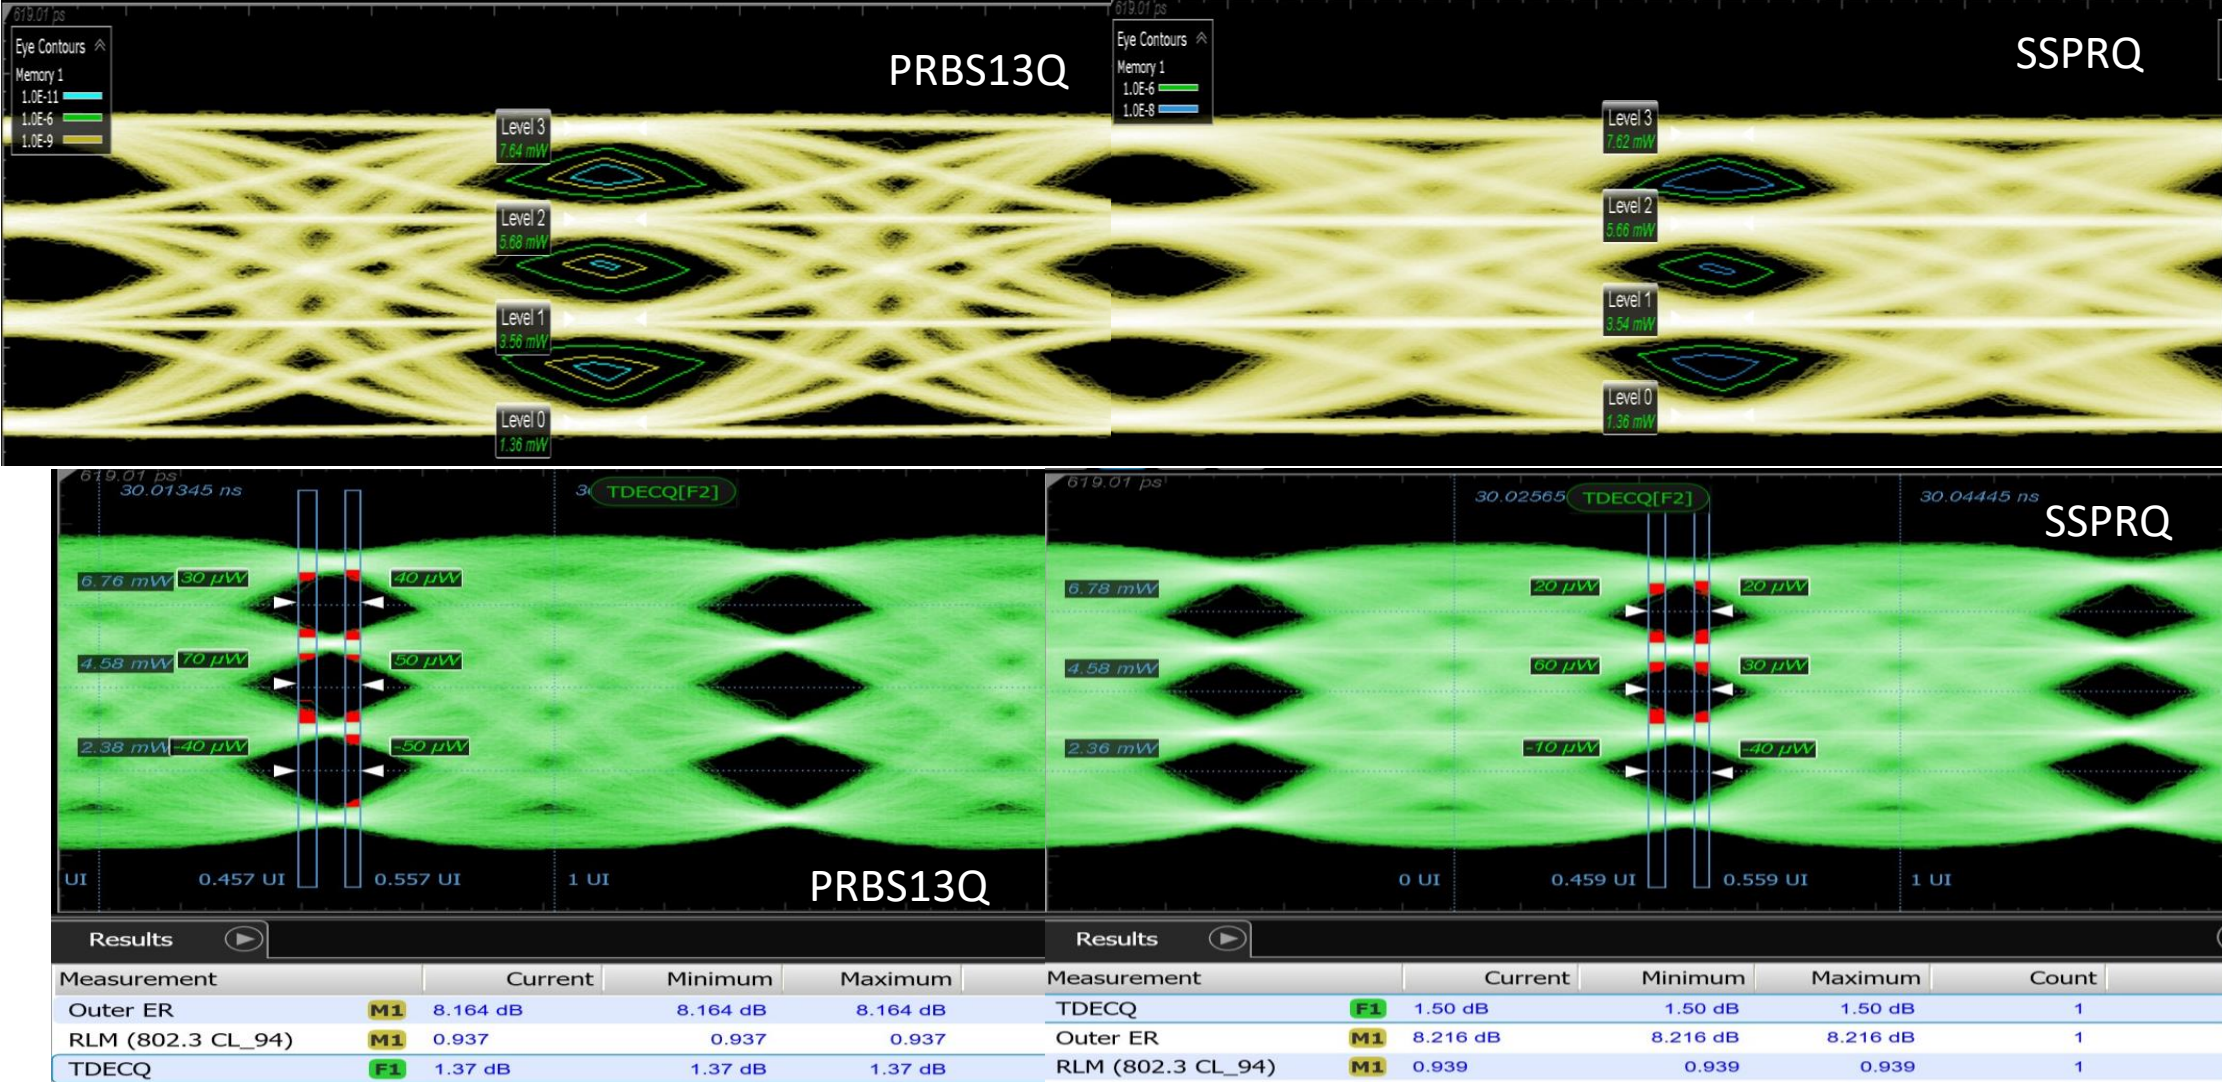 619.01 ps
Eye Contours
Memory 1
1.0E-11
1.0E-6
1.0E-9
PRBS13Q
Level 3
7.64 mW
Level 2
5.68 mW
Level 1
3.56 mW
Level 0
1.36 mW
619.01 ps
Eye Contours
Memory 1
1.0E-6
1.0E-8
SSPRQ
Level 3
7.62 mW
Level 2
5.66 mW
Level 1
3.54 mW
Level 0
1.36 mW
619.01 ps
30.01345 ns
TDECQ[F2]
6.76 mW 30 µW 40 µW
4.58 mW 70 µW 50 µW
2.38 mW -40 µW -50 µW
UI 0.457 UI 0.557 UI 1 UI
PRBS13Q
Results
Measurement Current Minimum Maximum
Outer ER M1 8.164 dB 8.164 dB 8.164 dB
RLM (802.3 CL_94) M1 0.937 0.937 0.937
TDECQ F1 1.37 dB 1.37 dB 1.37 dB
619.01 ps
30.02565 TDECQ[F2] 30.04445 ns
SSPRQ
6.78 mW 20 µW 20 µW
4.58 mW 60 µW 30 µW
2.36 mW -10 µW -40 µW
0 UI 0.459 UI 0.559 UI 1 UI
Results
Measurement Current Minimum Maximum Count
TDECQ F1 1.50 dB 1.50 dB 1.50 dB 1
Outer ER M1 8.216 dB 8.216 dB 8.216 dB 1
RLM (802.3 CL_94) M1 0.939 0.939 0.939 1